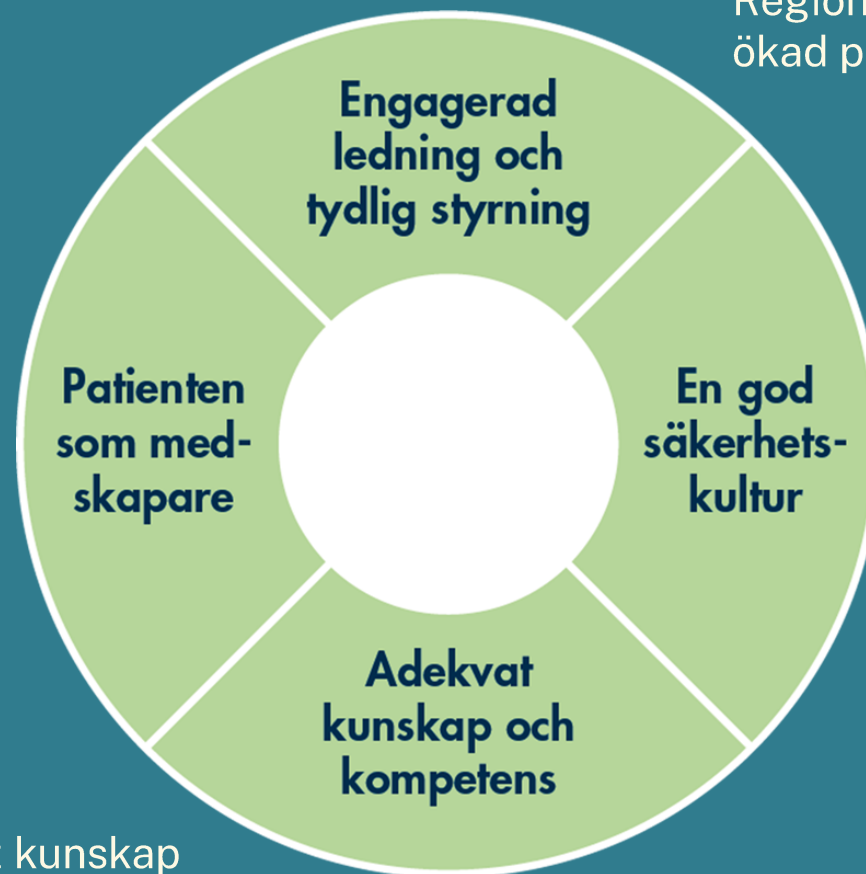 ökad p
Engagerad
ledning och
tydlig styrning
Patienten
som med-
skapare
En god
säkerhets-
kultur
Adekvat
kunskap och
kompetens
kunskap